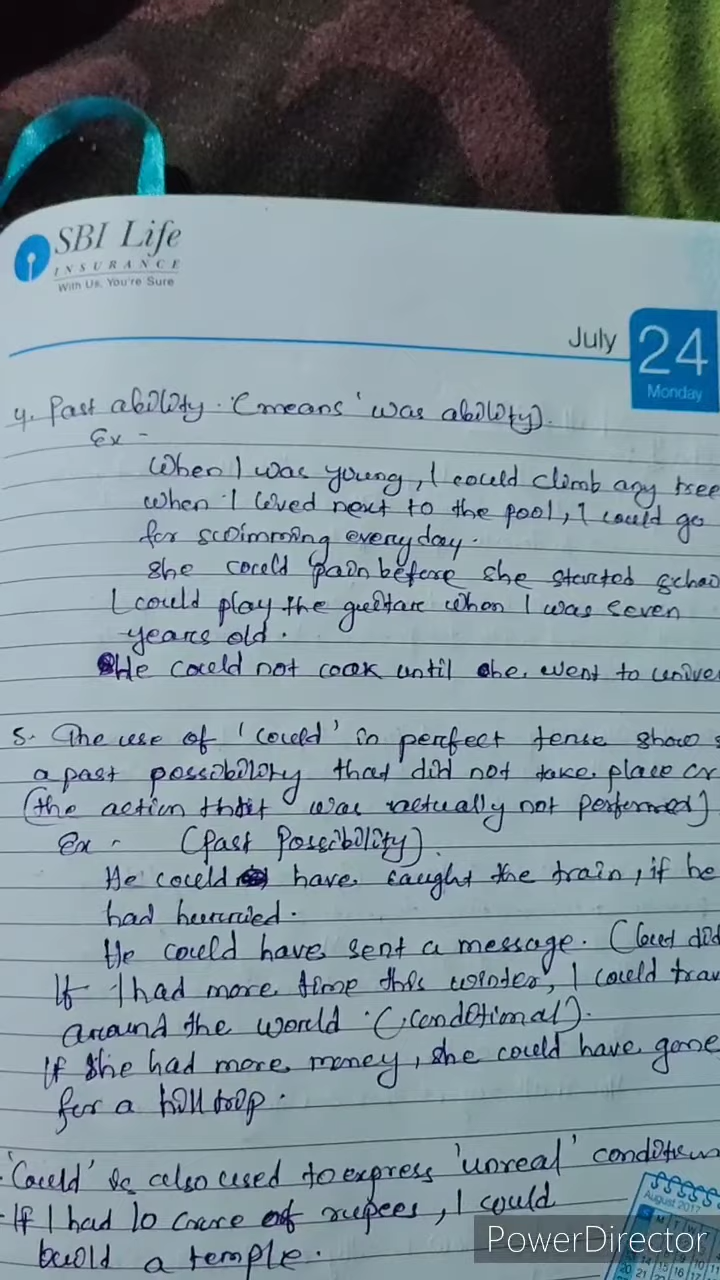 SBI Life
INSURANCE
With Us, You're Sure
July 24
Monday
4. Past ability. (means 'was ability).
Ex -
When I was young, I could climb any tree
when I lived next to the pool, I could go
for swimming everyday.
She could pain before she started schoo
I could play the guitar when I was seven
years old.
He could not cook until she went to unive
5. The use of 'could' in perfect tense shows
a past possibility that did not take place or
(the action that was actually not performed)
Ex - (Past Possibility).
He could have caught the train, if he
had hurried.
He could have sent a message. (but did
If I had more time this winter, I could trav
around the world. (conditional).
If she had more money, she could have gone
for a hill trip.
'Could' is also used to express 'unreal' conditions
- If I had 10 crore of rupees, I could
build a temple.
August 2017
PowerDirector